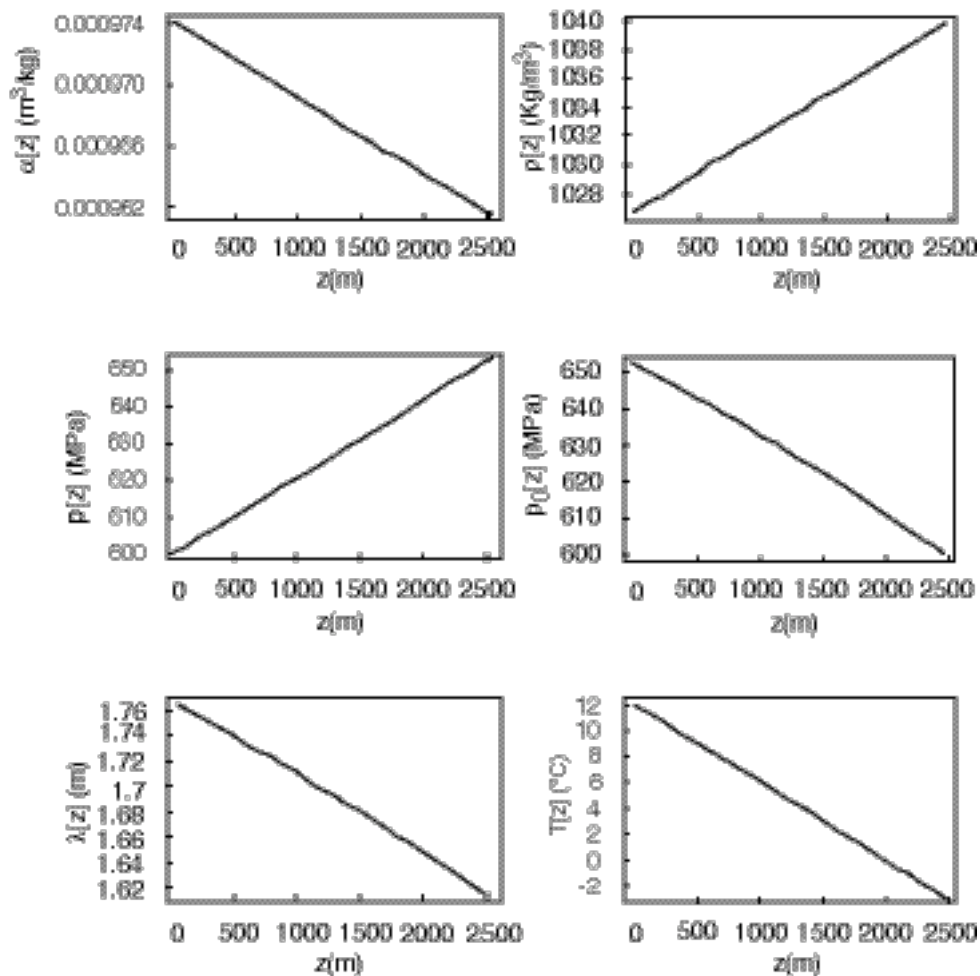 α[z] (m³/kg)
0.000974
0.000970
0.000966
0.000962
0 500 1000 1500 2000 2500
z(m)
ρ[z] (Kg/m³)
1040
1038
1036
1034
1032
1030
1028
0 500 1000 1500 2000 2500
z(m)
p[z] (MPa)
650
640
630
620
610
600
0 500 1000 1500 2000 2500
z(m)
p₀[z] (MPa)
650
640
630
620
610
600
0 500 1000 1500 2000 2500
z(m)
λ[z] (m)
1.76
1.74
1.72
1.7
1.68
1.66
1.64
1.62
0 500 1000 1500 2000 2500
z(m)
T[z] (°C)
12
10
8
6
4
2
0
-2
0 500 1000 1500 2000 2500
z(m)